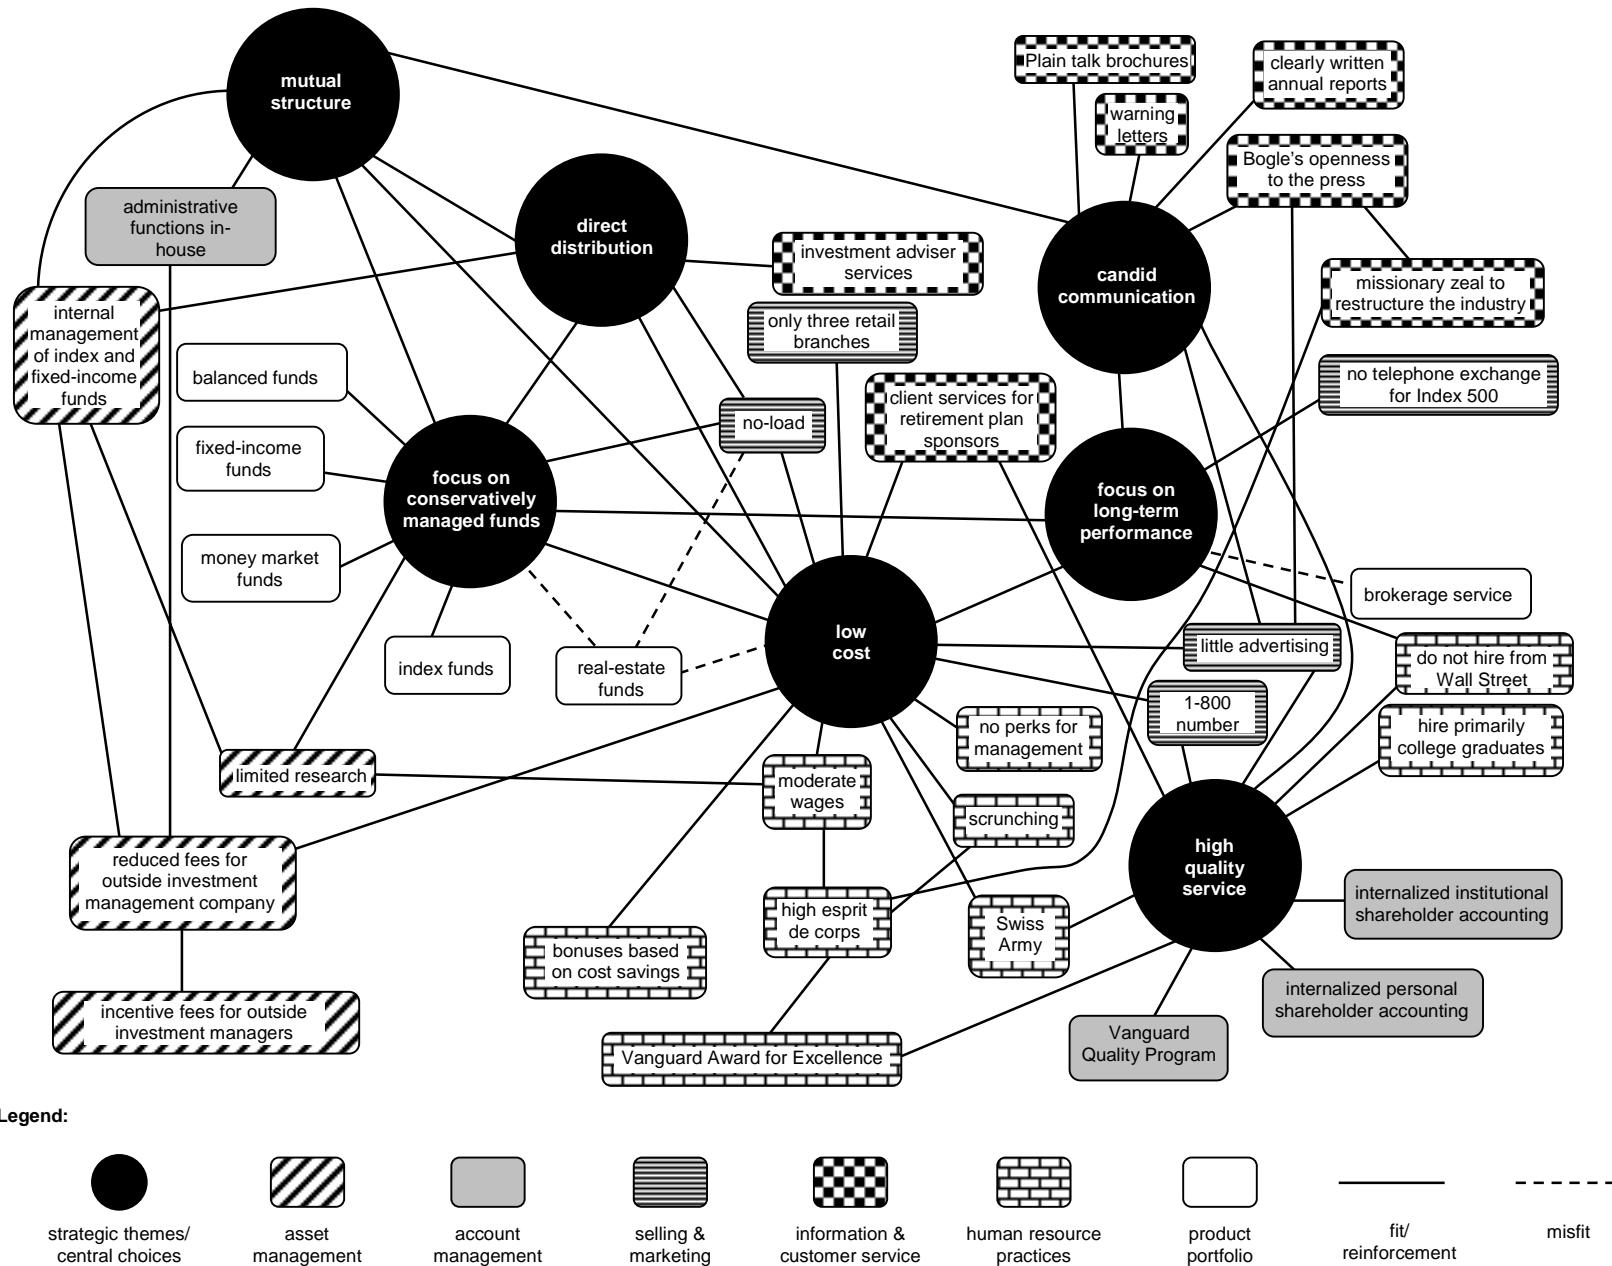 mutual
structure
Plain talk brochures
clearly written
annual reports
warning
letters
Bogle's openness
to the press
administrative
functions in-
house
direct
distribution
investment adviser
services
candid
communication
missionary zeal to
restructure the industry
internal
management
of index and
fixed-income
funds
only three retail
branches
balanced funds
no-load
client services for
retirement plan
sponsors
no telephone exchange
for Index 500
fixed-income
funds
focus on
conservatively
managed funds
focus on
long-term
performance
money market
funds
brokerage service
index funds
real-estate
funds
low
cost
little advertising
do not hire from
Wall Street
1-800
number
no perks for
management
hire primarily
college graduates
limited research
moderate
wages
scrunching
high
quality
service
reduced fees for
outside investment
management company
high esprit
de corps
Swiss
Army
internalized institutional
shareholder accounting
bonuses based
on cost savings
internalized personal
shareholder accounting
incentive fees for outside
investment managers
Vanguard Award for Excellence
Vanguard
Quality Program
Legend:
strategic themes/
central choices
asset
management
account
management
selling &
marketing
information &
customer service
human resource
practices
product
portfolio
fit/
reinforcement
misfit